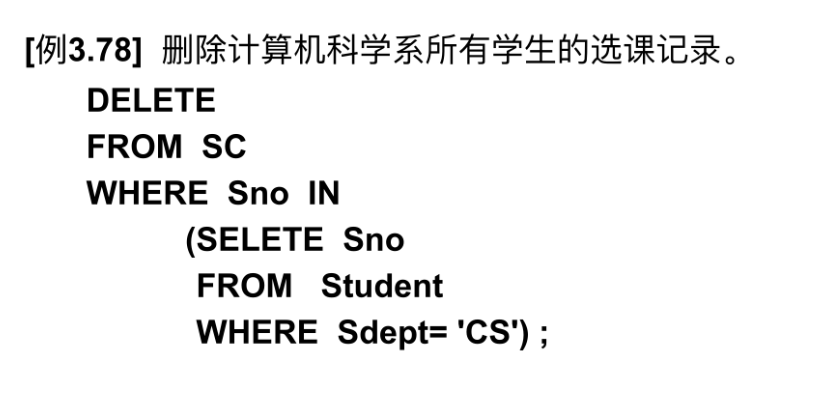 [例3.78] 删除计算机科学系所有学生的选课记录。
DELETE
FROM SC
WHERE Sno IN
(SELETE Sno
FROM Student
WHERE Sdept= 'CS') ;